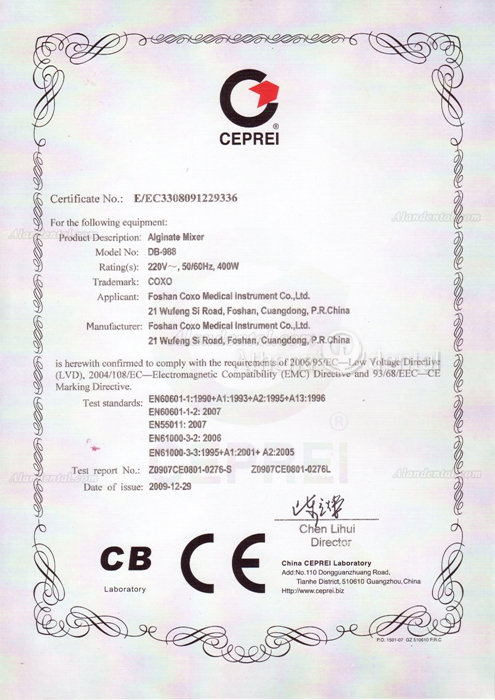 CEPREI
®
Certificate No.: E/EC3308091229336
For the following equipment:
Product Description: Alginate Mixer
Model No: DB-988
Rating(s): 220V～, 50/60Hz, 400W
Trademark: COXO
Applicant: Foshan Coxo Medical Instrument Co.,Ltd.
21 Wufeng Si Road, Foshan, Cuangdong, P.R.China
Manufacturer: Foshan Coxo Medical Instrument Co.,Ltd.
21 Wufeng Si Road, Foshan, Cuangdong, P.R.China
is herewith confirmed to comply with the requirements of 2006/95/EC—Low Voltage Directive
(LVD), 2004/108/EC—Electromagnetic Compatibility (EMC) Directive and 93/68/EEC—CE
Marking Directive.
Test standards: EN60601-1:1990+A1:1993+A2:1995+A13:1996
EN60601-1-2: 2007
EN55011: 2007
EN61000-3-2: 2006
EN61000-3-3:1995+A1:2001+ A2:2005
Test report No.: Z0907CE0801-0276-S Z0907CE0801-0276L
Date of issue: 2009-12-29
Chen Lihui
Director
CB
Laboratory
CE
China CEPREI Laboratory
Add:No.110 Dongguanzhuang Road,
Tianhe District, 510610 Guangzhou,China
Http://www.ceprei.biz
P.O. 1501-07 GZ 510610 P.R.C